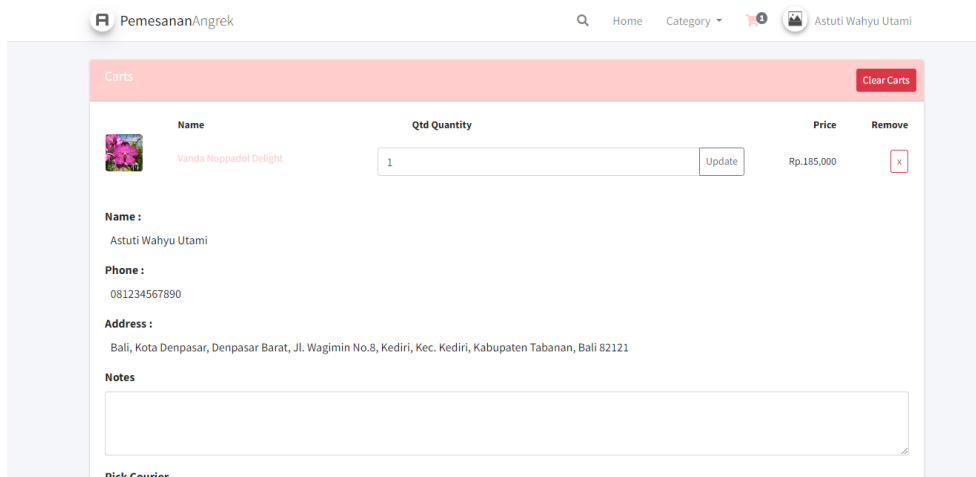 A PemesananAngrek Home Category 1 Astuti Wahyu Utami
Carts Clear Carts
Name Qtd Quantity Price Remove
Vanda Noppadol Delight 1 Update Rp.185,000 x
Name :
Astuti Wahyu Utami
Phone :
081234567890
Address :
Bali, Kota Denpasar, Denpasar Barat, Jl. Wagimin No.8, Kediri, Kec. Kediri, Kabupaten Tabanan, Bali 82121
Notes
Pick Courier